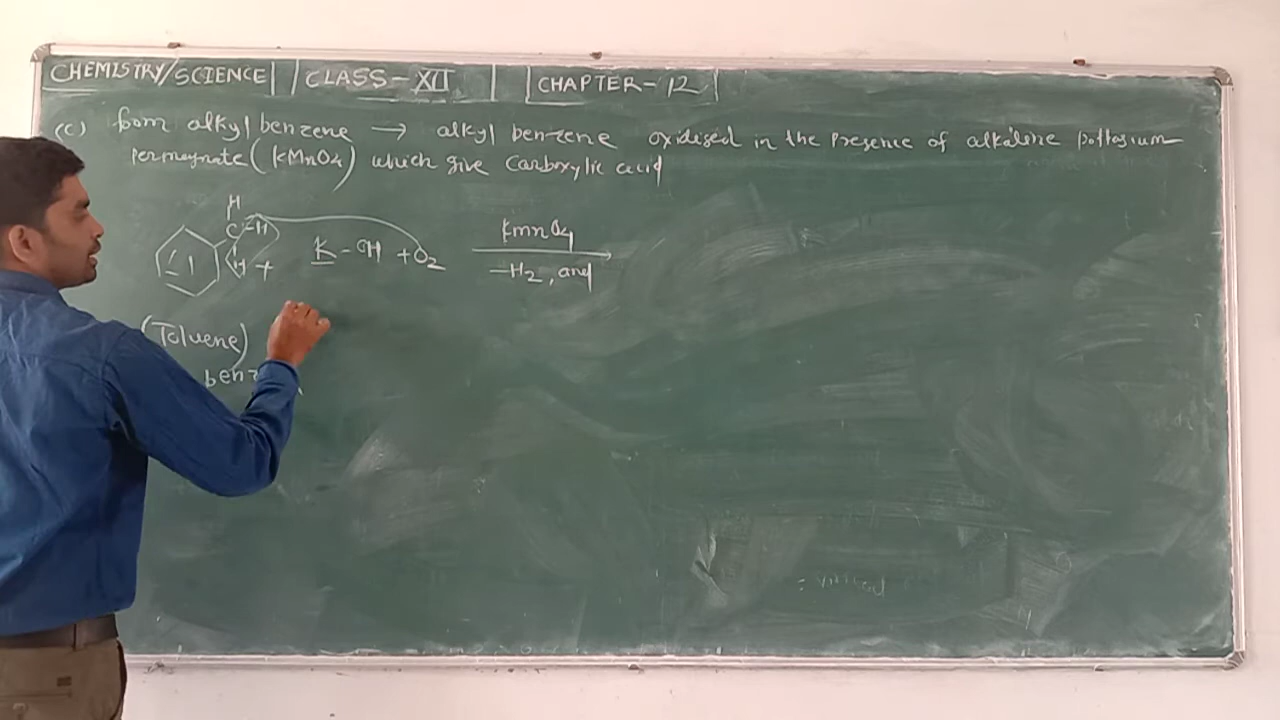 CHEMISTRY/SCIENCE CLASS-XII CHAPTER-12
(C) from alkyl benzene → alkyl benzene oxidised in the presence of alkaline pottasium
permagnate (KMnO4) which give Carboxylic acid
H
C-H
H + K-OH + O2 KmnO4
-H2, and
(Toluene)